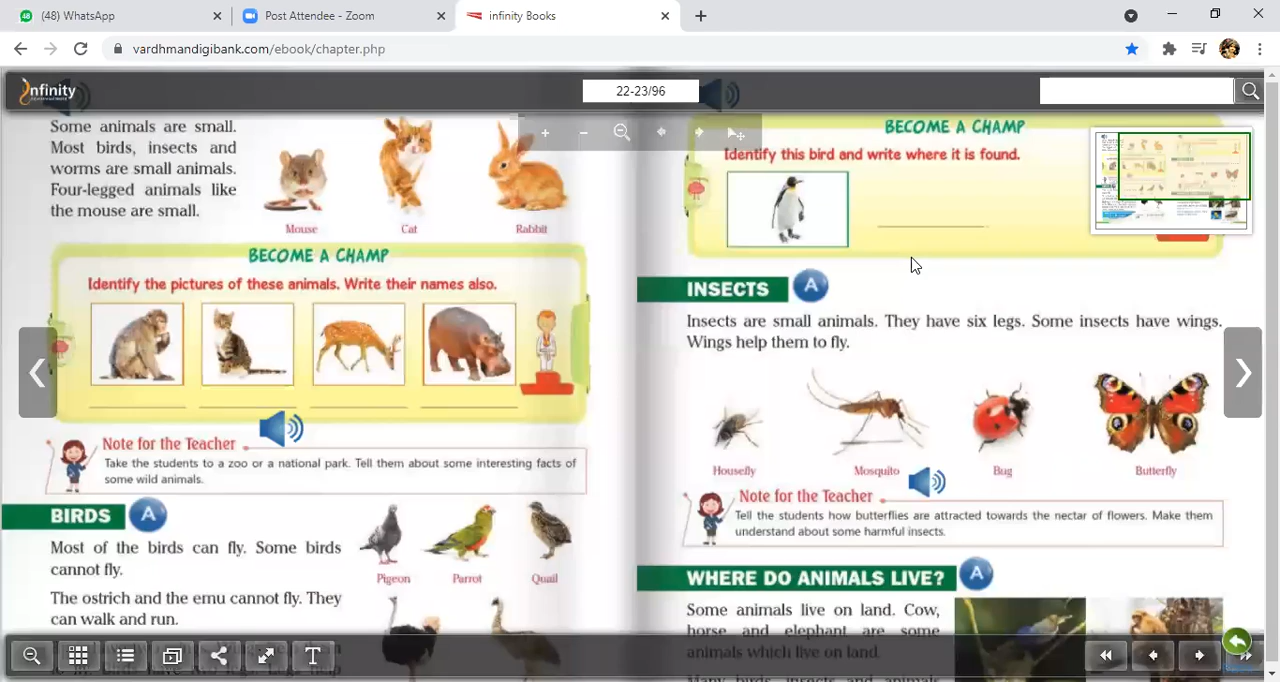 (48) WhatsApp
Post Attendee - Zoom
infinity Books
vardhmandigibank.com/ebook/chapter.php
infinity
22-23/96
Some animals are small.
Most birds, insects and
worms are small animals.
Four-legged animals like
the mouse are small.
Mouse
Cat
Rabbit
BECOME A CHAMP
Identify the pictures of these animals. Write their names also.
Note for the Teacher
Take the students to a zoo or a national park. Tell them about some interesting facts of
some wild animals.
BIRDS
A
Most of the birds can fly. Some birds
cannot fly.
Pigeon
Parrot
Quail
The ostrich and the emu cannot fly. They
can walk and run.
BECOME A CHAMP
Identify this bird and write where it is found.
INSECTS
A
Insects are small animals. They have six legs. Some insects have wings.
Wings help them to fly.
Housefly
Mosquito
Bug
Butterfly
Note for the Teacher
Tell the students how butterflies are attracted towards the nectar of flowers. Make them
understand about some harmful insects.
WHERE DO ANIMALS LIVE?
A
Some animals live on land. Cow,
horse and elephant are some
animals which live on land
Many birds, insects and animals
T